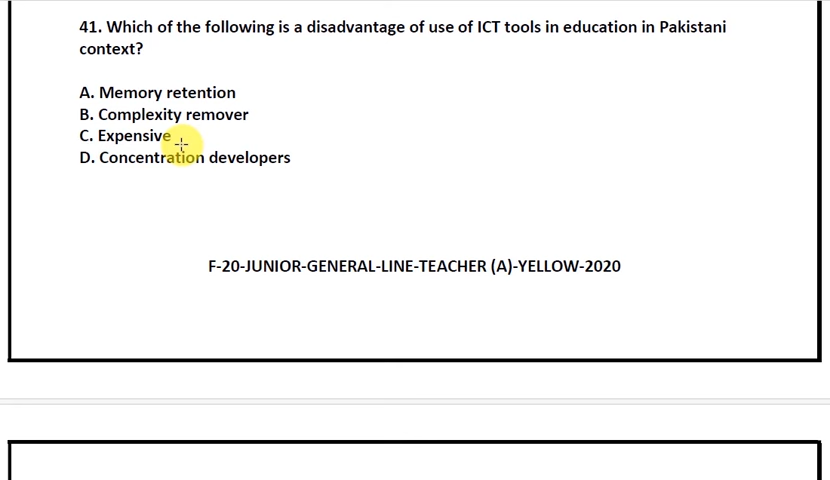 41. Which of the following is a disadvantage of use of ICT tools in education in Pakistani
context?
A. Memory retention
B. Complexity remover
C. Expensive
D. Concentration developers
F-20-JUNIOR-GENERAL-LINE-TEACHER (A)-YELLOW-2020